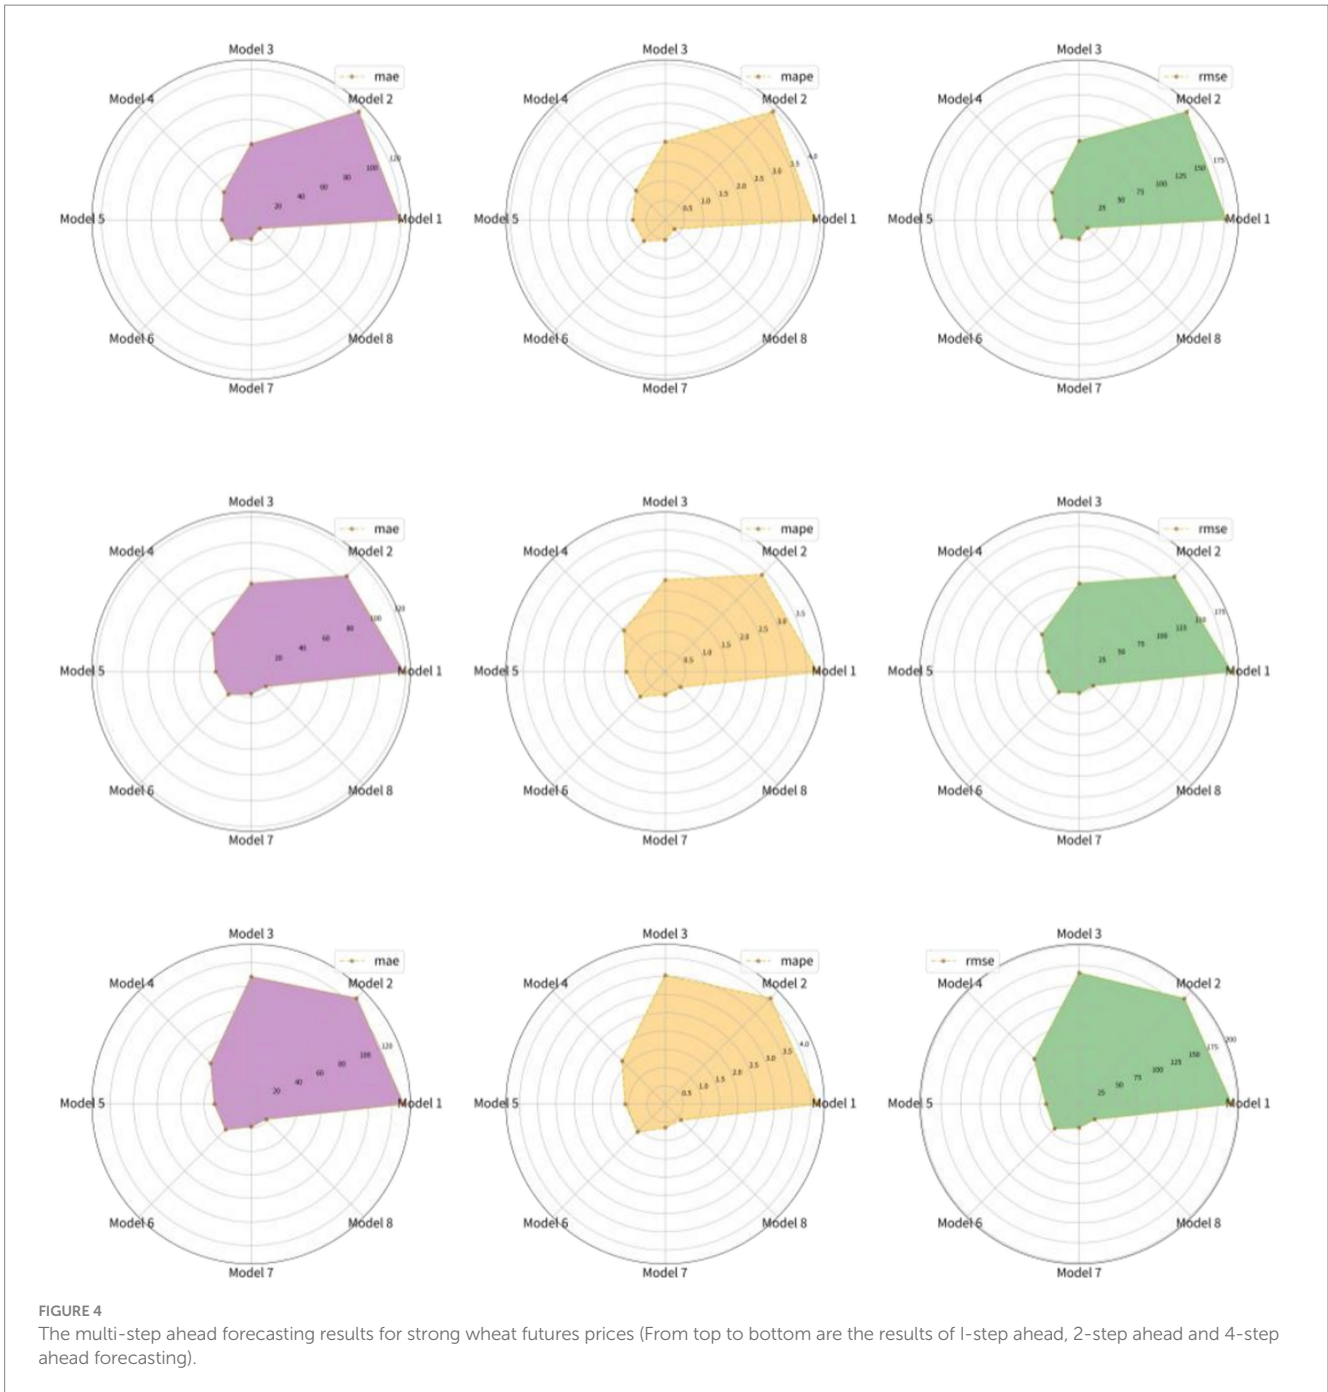 Model 3
mae
Model 4
Model 2
120
100
80
60
40
20
Model 5
Model 1
Model 6
Model 8
Model 7
Model 3
mape
Model 4
Model 2
4.0
3.5
3.0
2.5
2.0
1.5
1.0
0.5
Model 5
Model 1
Model 6
Model 8
Model 7
Model 3
rmse
Model 4
Model 2
175
150
125
100
75
50
25
Model 5
Model 1
Model 6
Model 8
Model 7
Model 3
mae
Model 4
Model 2
120
100
80
60
40
20
Model 5
Model 1
Model 6
Model 8
Model 7
Model 3
mape
Model 4
Model 2
3.5
3.0
2.5
2.0
1.5
1.0
0.5
Model 5
Model 1
Model 6
Model 8
Model 7
Model 3
rmse
Model 4
Model 2
175
150
125
100
75
50
25
Model 5
Model 1
Model 6
Model 8
Model 7
Model 3
mae
Model 4
Model 2
120
100
80
60
40
20
Model 5
Model 1
Model 6
Model 8
Model 7
Model 3
mape
Model 4
Model 2
4.0
3.5
3.0
2.5
2.0
1.5
1.0
0.5
Model 5
Model 1
Model 6
Model 8
Model 7
Model 3
rmse
Model 4
Model 2
200
175
150
125
100
75
50
25
Model 5
Model 1
Model 6
Model 8
Model 7
FIGURE 4
The multi-step ahead forecasting results for strong wheat futures prices (From top to bottom are the results of I-step ahead, 2-step ahead and 4-step
ahead forecasting).